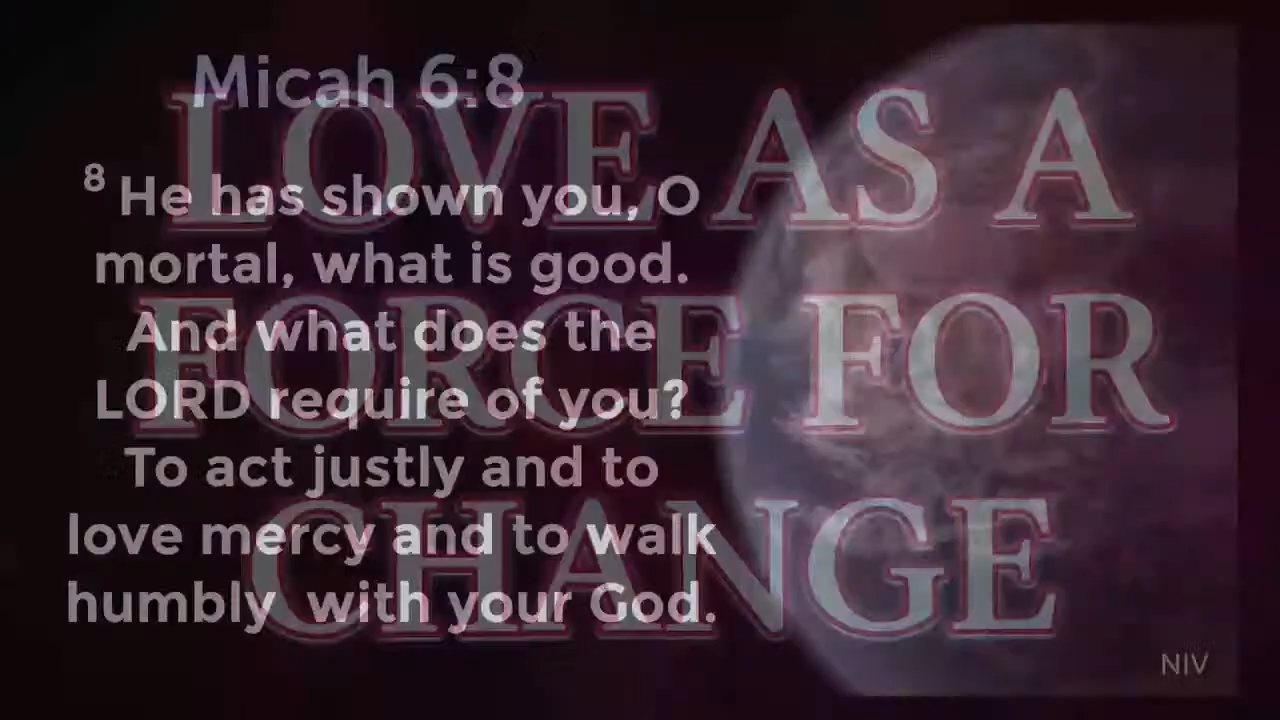 Micah 6:8
8 He has shown you, O
mortal, what is good.
And what does the
LORD require of you?
To act justly and to
love mercy and to walk
humbly  with your God.
LOVE AS A
FORCE FOR
CHANGE
NIV